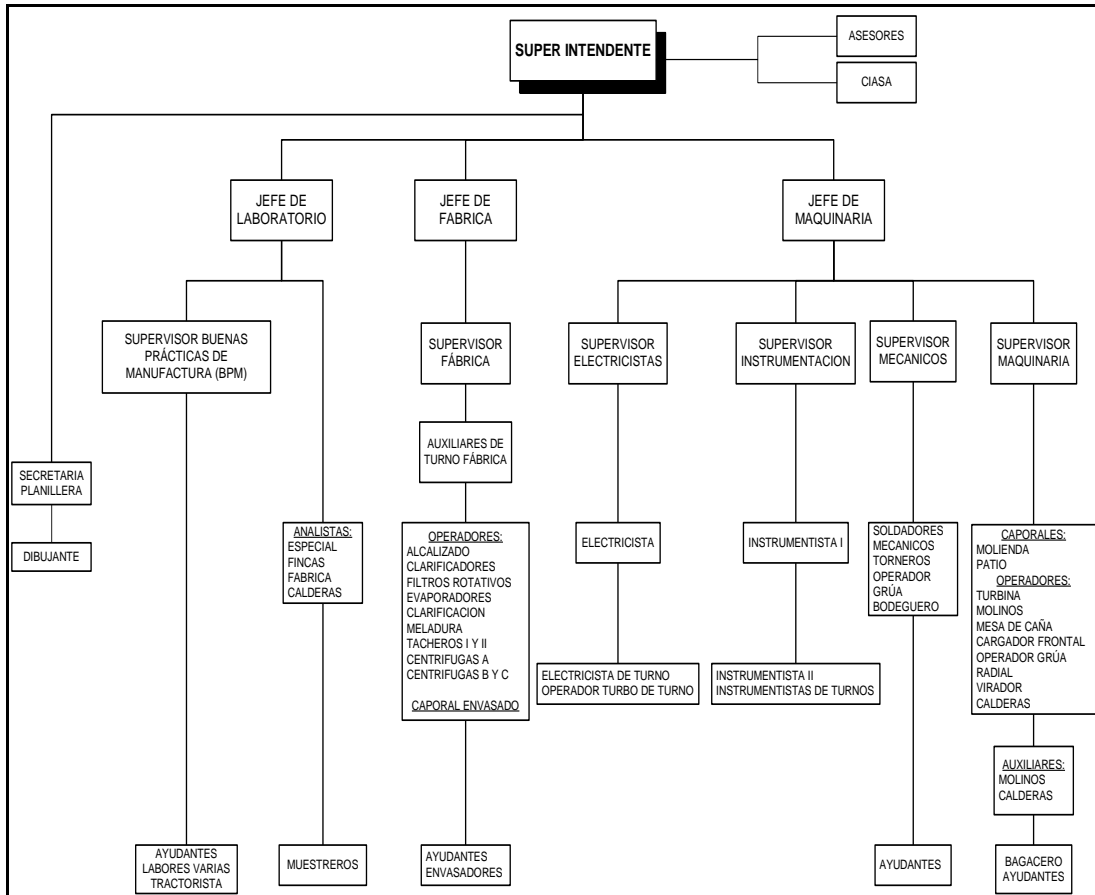 SUPER INTENDENTE
ASESORES
CIASA
JEFE DE
LABORATORIO
JEFE DE
FABRICA
JEFE DE
MAQUINARIA
SUPERVISOR BUENAS
PRÁCTICAS DE
MANUFACTURA (BPM)
SUPERVISOR
FÁBRICA
SUPERVISOR
ELECTRICISTAS
SUPERVISOR
INSTRUMENTACION
SUPERVISOR
MECANICOS
SUPERVISOR
MAQUINARIA
AUXILIARES DE
TURNO FÁBRICA
SECRETARIA
PLANILLERA
DIBUJANTE
ANALISTAS:
ESPECIAL
FINCAS
FABRICA
CALDERAS
OPERADORES:
ALCALIZADO
CLARIFICADORES
FILTROS ROTATIVOS
EVAPORADORES
CLARIFICACION
MELADURA
TACHEROS I Y II
CENTRIFUGAS A
CENTRIFUGAS B Y C
CAPORAL ENVASADO
ELECTRICISTA
INSTRUMENTISTA I
SOLDADORES
MECANICOS
TORNEROS
OPERADOR
GRÚA
BODEGUERO
CAPORALES:
MOLIENDA
PATIO
OPERADORES:
TURBINA
MOLINOS
MESA DE CAÑA
CARGADOR FRONTAL
OPERADOR GRÚA
RADIAL
VIRADOR
CALDERAS
ELECTRICISTA DE TURNO
OPERADOR TURBO DE TURNO
INSTRUMENTISTA II
INSTRUMENTISTAS DE TURNOS
AUXILIARES:
MOLINOS
CALDERAS
AYUDANTES
LABORES VARIAS
TRACTORISTA
MUESTREROS
AYUDANTES
ENVASADORES
AYUDANTES
BAGACERO
AYUDANTES